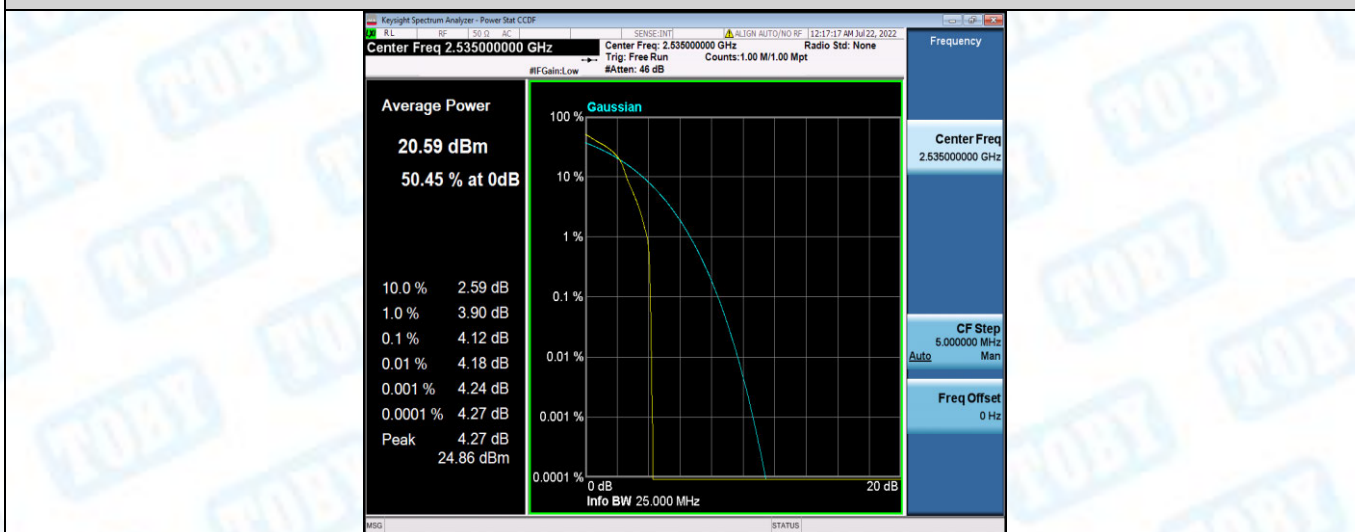 Keysight Spectrum Analyzer - Power Stat CCDF
RL RF 50 Ω AC SENSE:INT ALIGN AUTO/NO RF 12:17:17 AM Jul 22, 2022
Center Freq 2.535000000 GHz
Center Freq: 2.535000000 GHz Radio Std: None
Trig: Free Run Counts:1.00 M/1.00 Mpt
#IFGain:Low #Atten: 46 dB
Frequency
Average Power
20.59 dBm
50.45 % at 0dB
10.0 % 2.59 dB
1.0 % 3.90 dB
0.1 % 4.12 dB
0.01 % 4.18 dB
0.001 % 4.24 dB
0.0001 % 4.27 dB
Peak 4.27 dB
24.86 dBm
Gaussian
100 %
10 %
1 %
0.1 %
0.01 %
0.001 %
0.0001 %
0 dB 20 dB
Info BW 25.000 MHz
Center Freq
2.535000000 GHz
CF Step
5.000000 MHz
Auto Man
Freq Offset
0 Hz
MSG STATUS
TOBY
TOBY
TOBY
TOBY
TOBY
TOBY
TOBY
TOBY